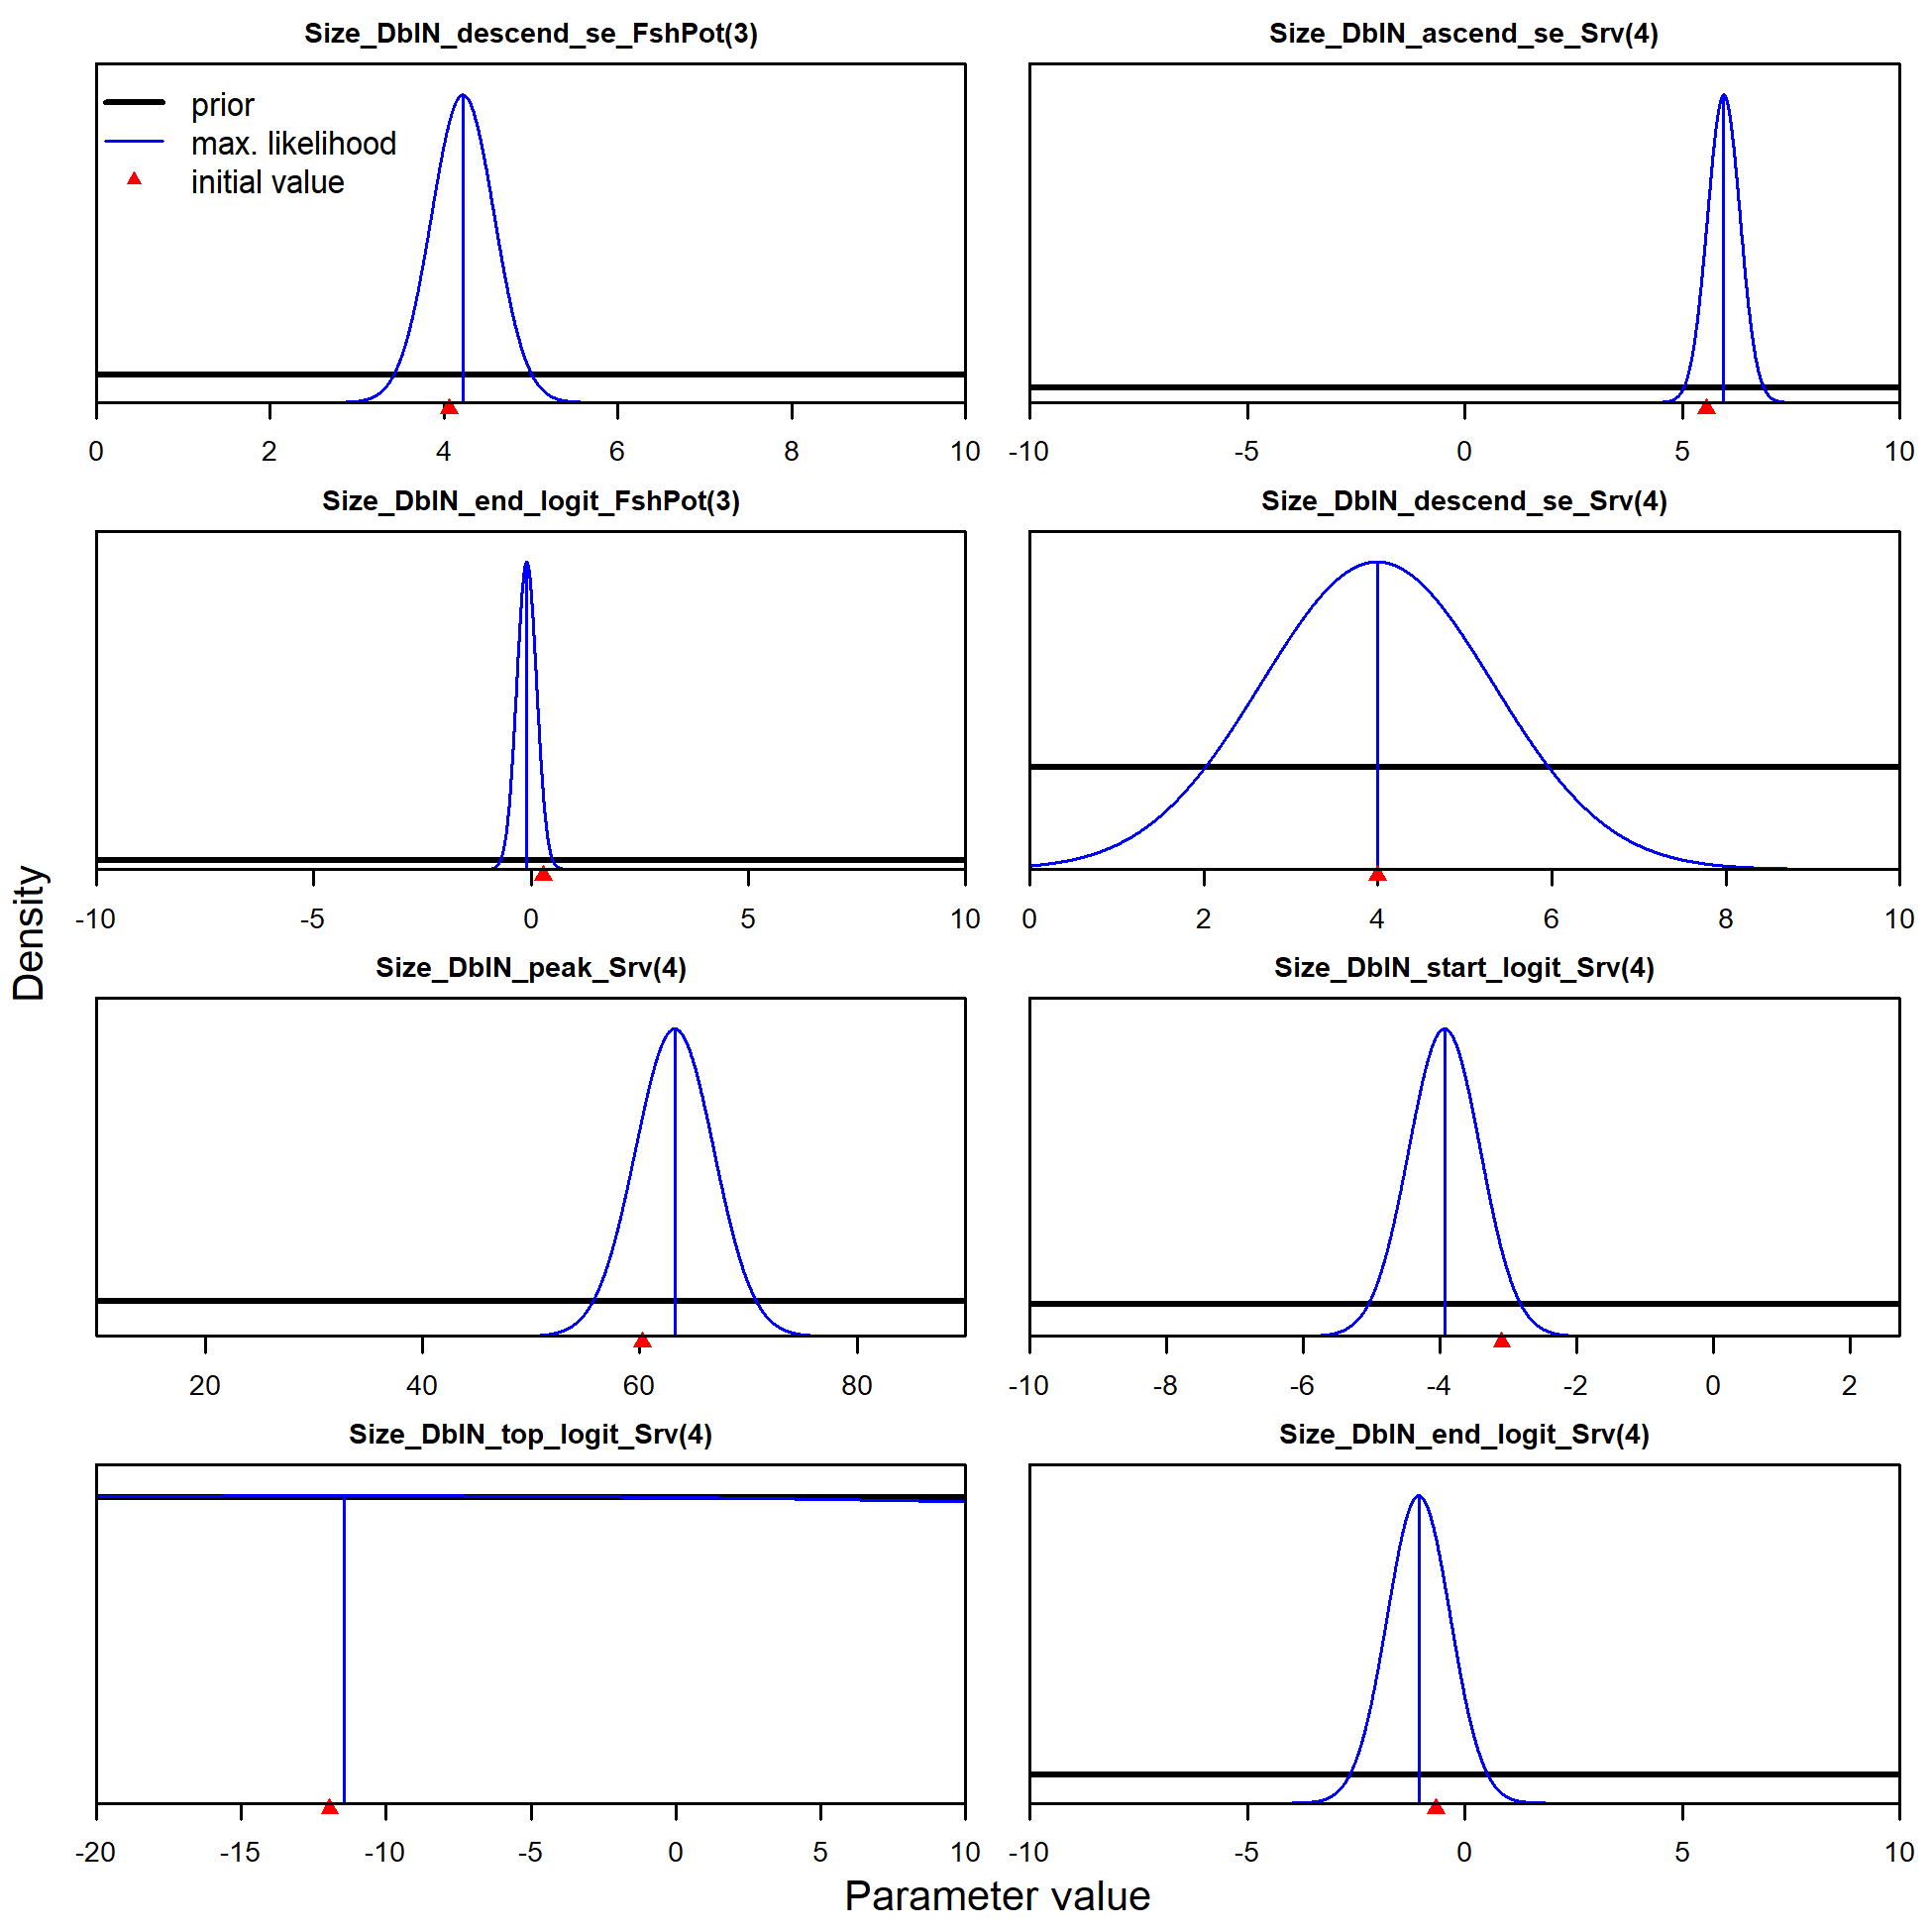 Size_DblN_descend_se_FshPot(3)
prior
max. likelihood
initial value
0 2 4 6 8 10
Size_DblN_ascend_se_Srv(4)
-10 -5 0 5 10
Size_DblN_end_logit_FshPot(3)
-10 -5 0 5 10
Size_DblN_descend_se_Srv(4)
0 2 4 6 8 10
Size_DblN_peak_Srv(4)
20 40 60 80
Size_DblN_start_logit_Srv(4)
-10 -8 -6 -4 -2 0 2
Size_DblN_top_logit_Srv(4)
-20 -15 -10 -5 0 5 10
Size_DblN_end_logit_Srv(4)
-10 -5 0 5 10
Density
Parameter value